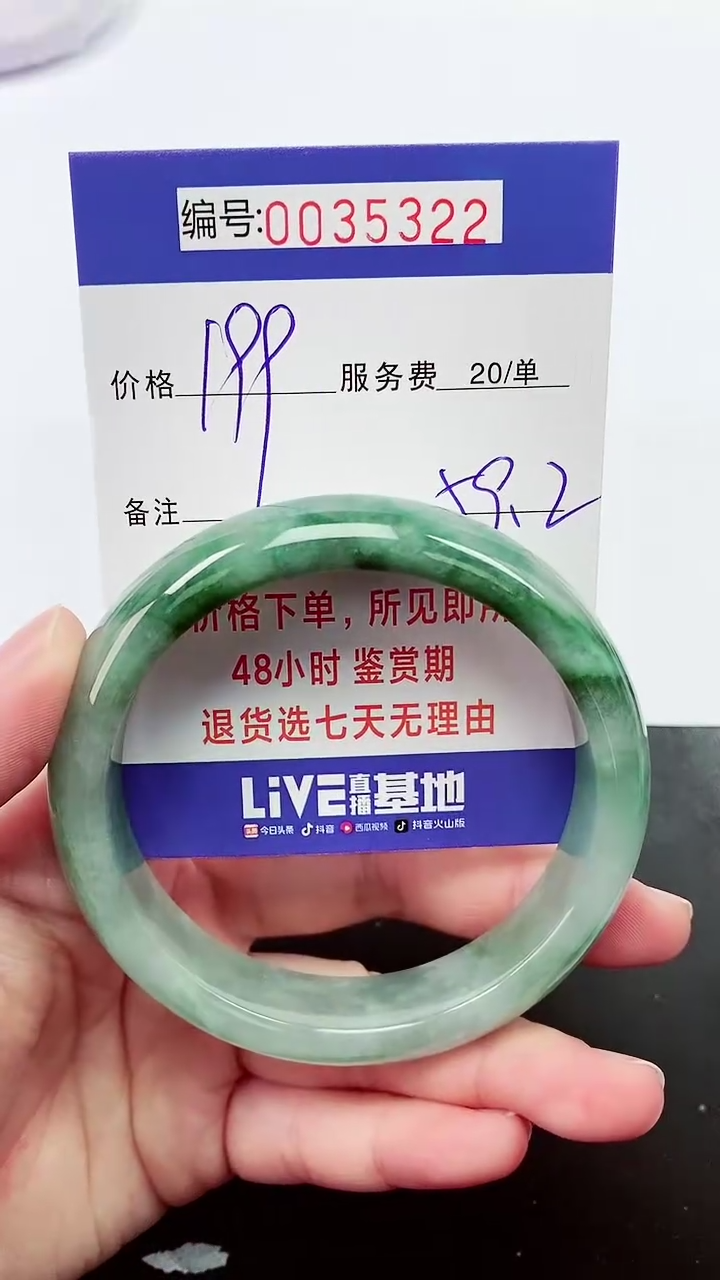 编号:0035322
价格 199 服务费 20/单
备注 59.2
价格下单，所见即所
48小时 鉴赏期
退货选七天无理由
LiVE直播基地
今日头条 抖音 西瓜视频 抖音火山版